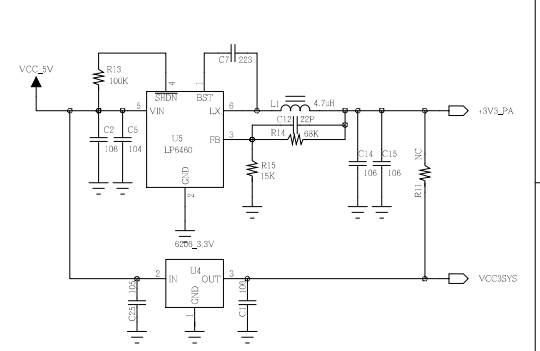 C7 223
VCC_5V
R13
100K
4
1
SHDN BST
5 VIN
LX 6
L1 4.7uH
+3V3_PA
C2
106
C5
104
U5
LP6460
FB 3
C12 22P
R14 68K
GND
2
R15
15K
C14
106
C15
106
NC
R11
6206_3.3V
U4
2 IN OUT 3
GND
1
105
C25
106
C1
VCC3SYS